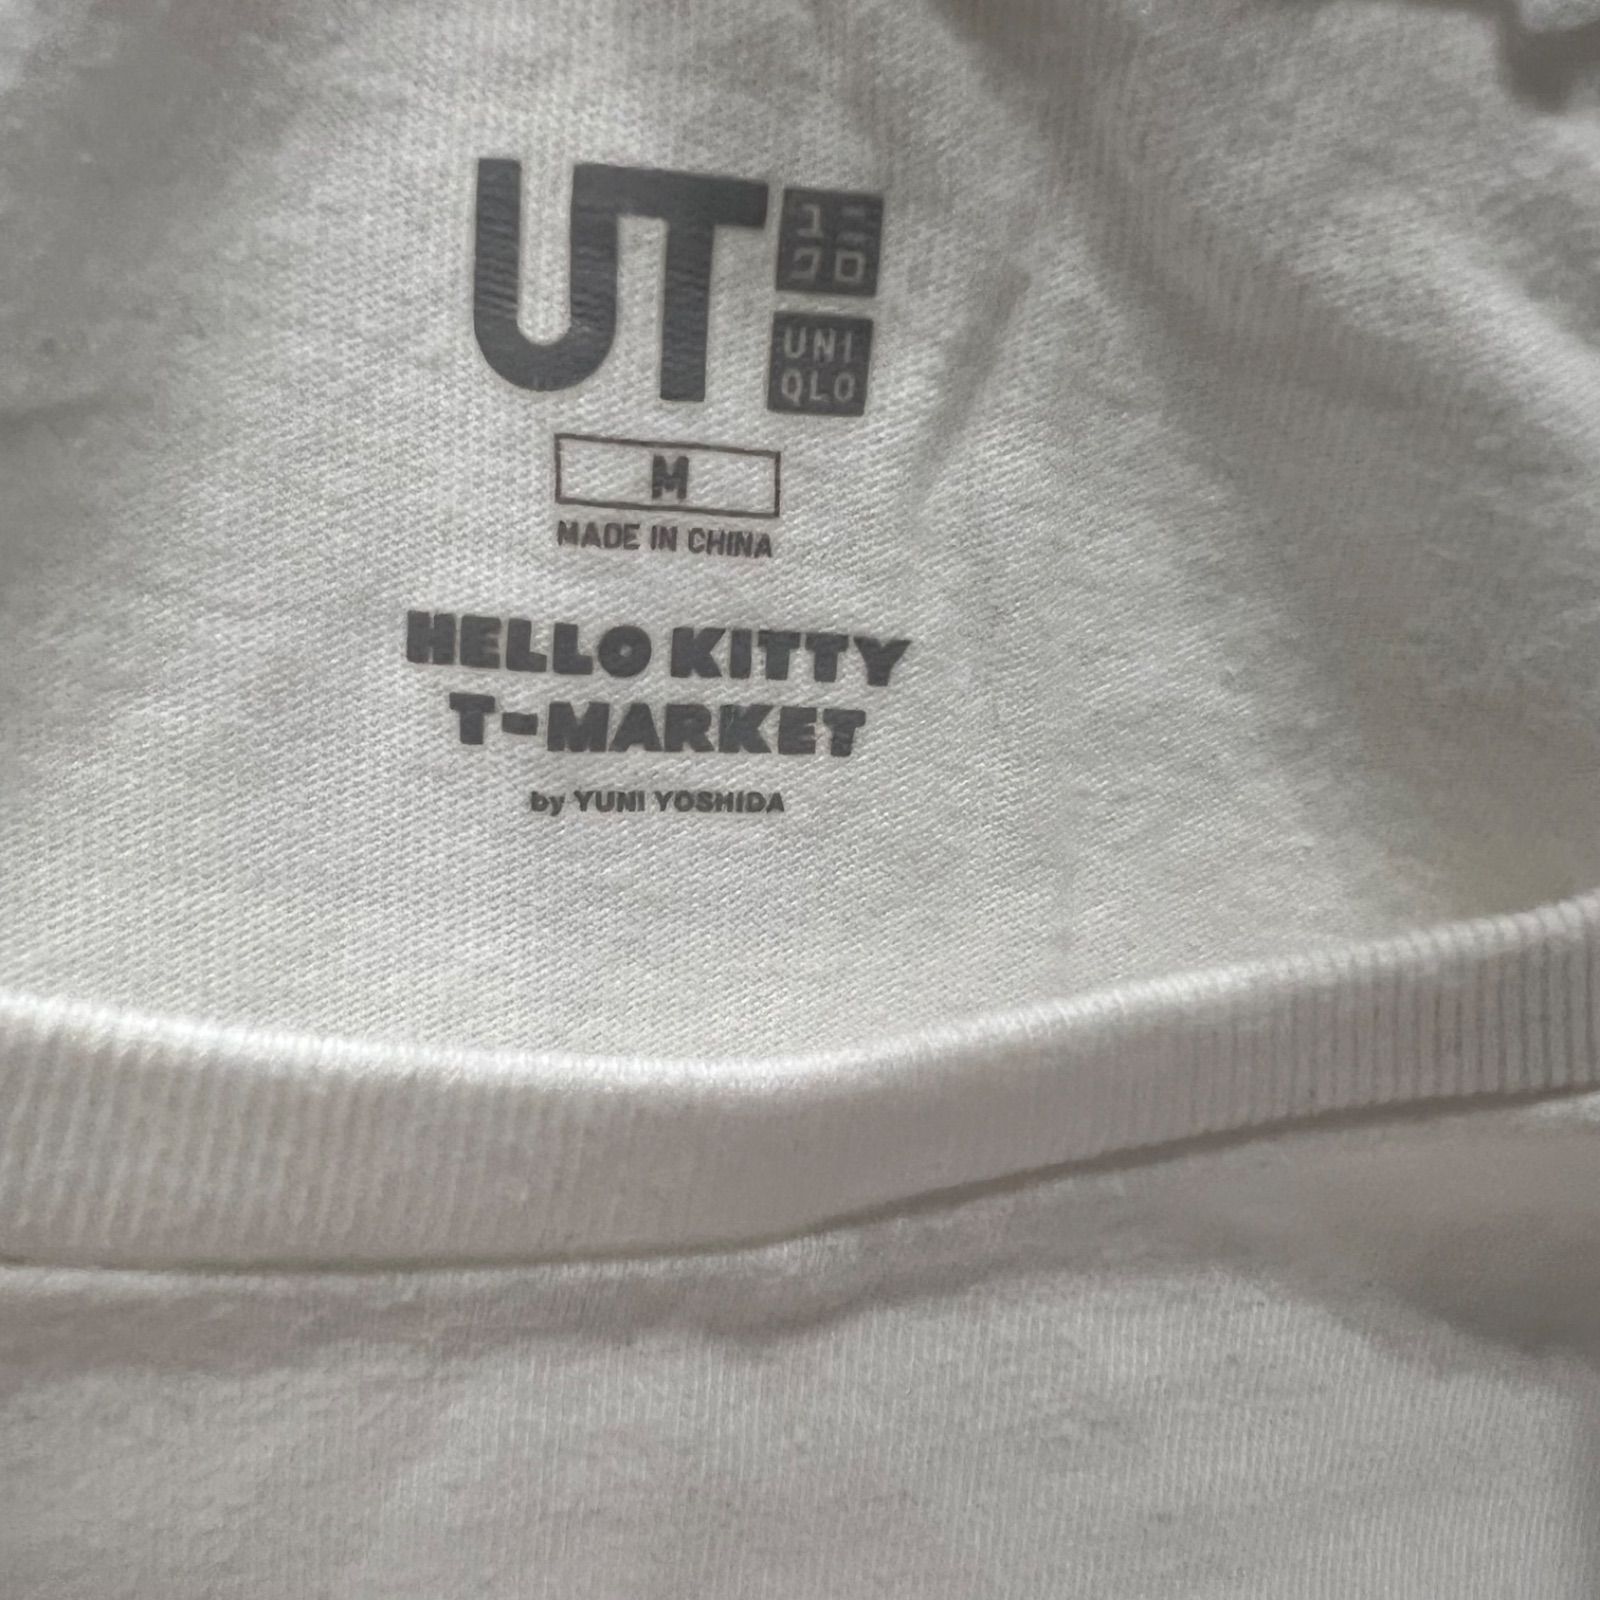 UT
ユニ
クロ
UNI
QLO
M
MADE IN CHINA
HELLO KITTY
T-MARKET
by YUNI YOSHIDA